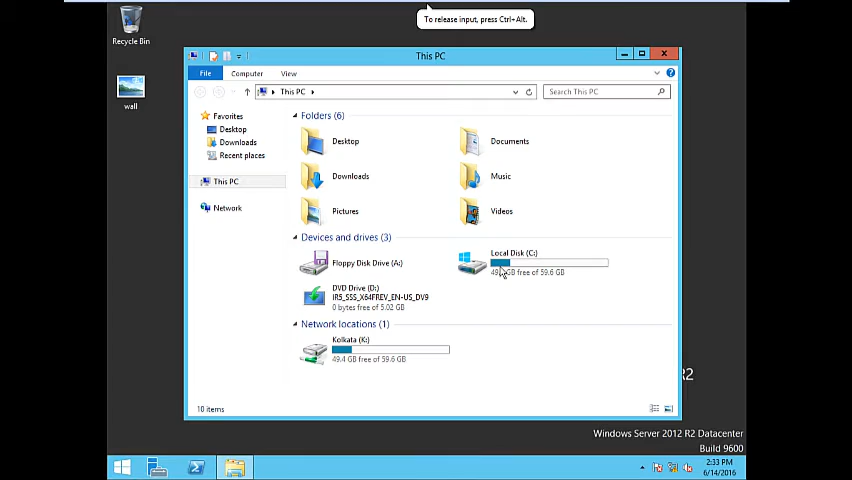 To release input, press Ctrl+Alt.
Recycle Bin
wall
This PC
File Computer View
This PC
Search This PC
Favorites
Desktop
Downloads
Recent places
This PC
Network
Folders (6)
Desktop
Documents
Downloads
Music
Pictures
Videos
Devices and drives (3)
Floppy Disk Drive (A:)
Local Disk (C:)
GB free of 59.6 GB
DVD Drive (D:)
IR5_SSS_X64FREV_EN-US_DV9
0 bytes free of 5.02 GB
Network locations (1)
Kolkata (K:)
49.4 GB free of 59.6 GB
10 items
R2
Windows Server 2012 R2 Datacenter
Build 9600
2:33 PM
6/14/2016